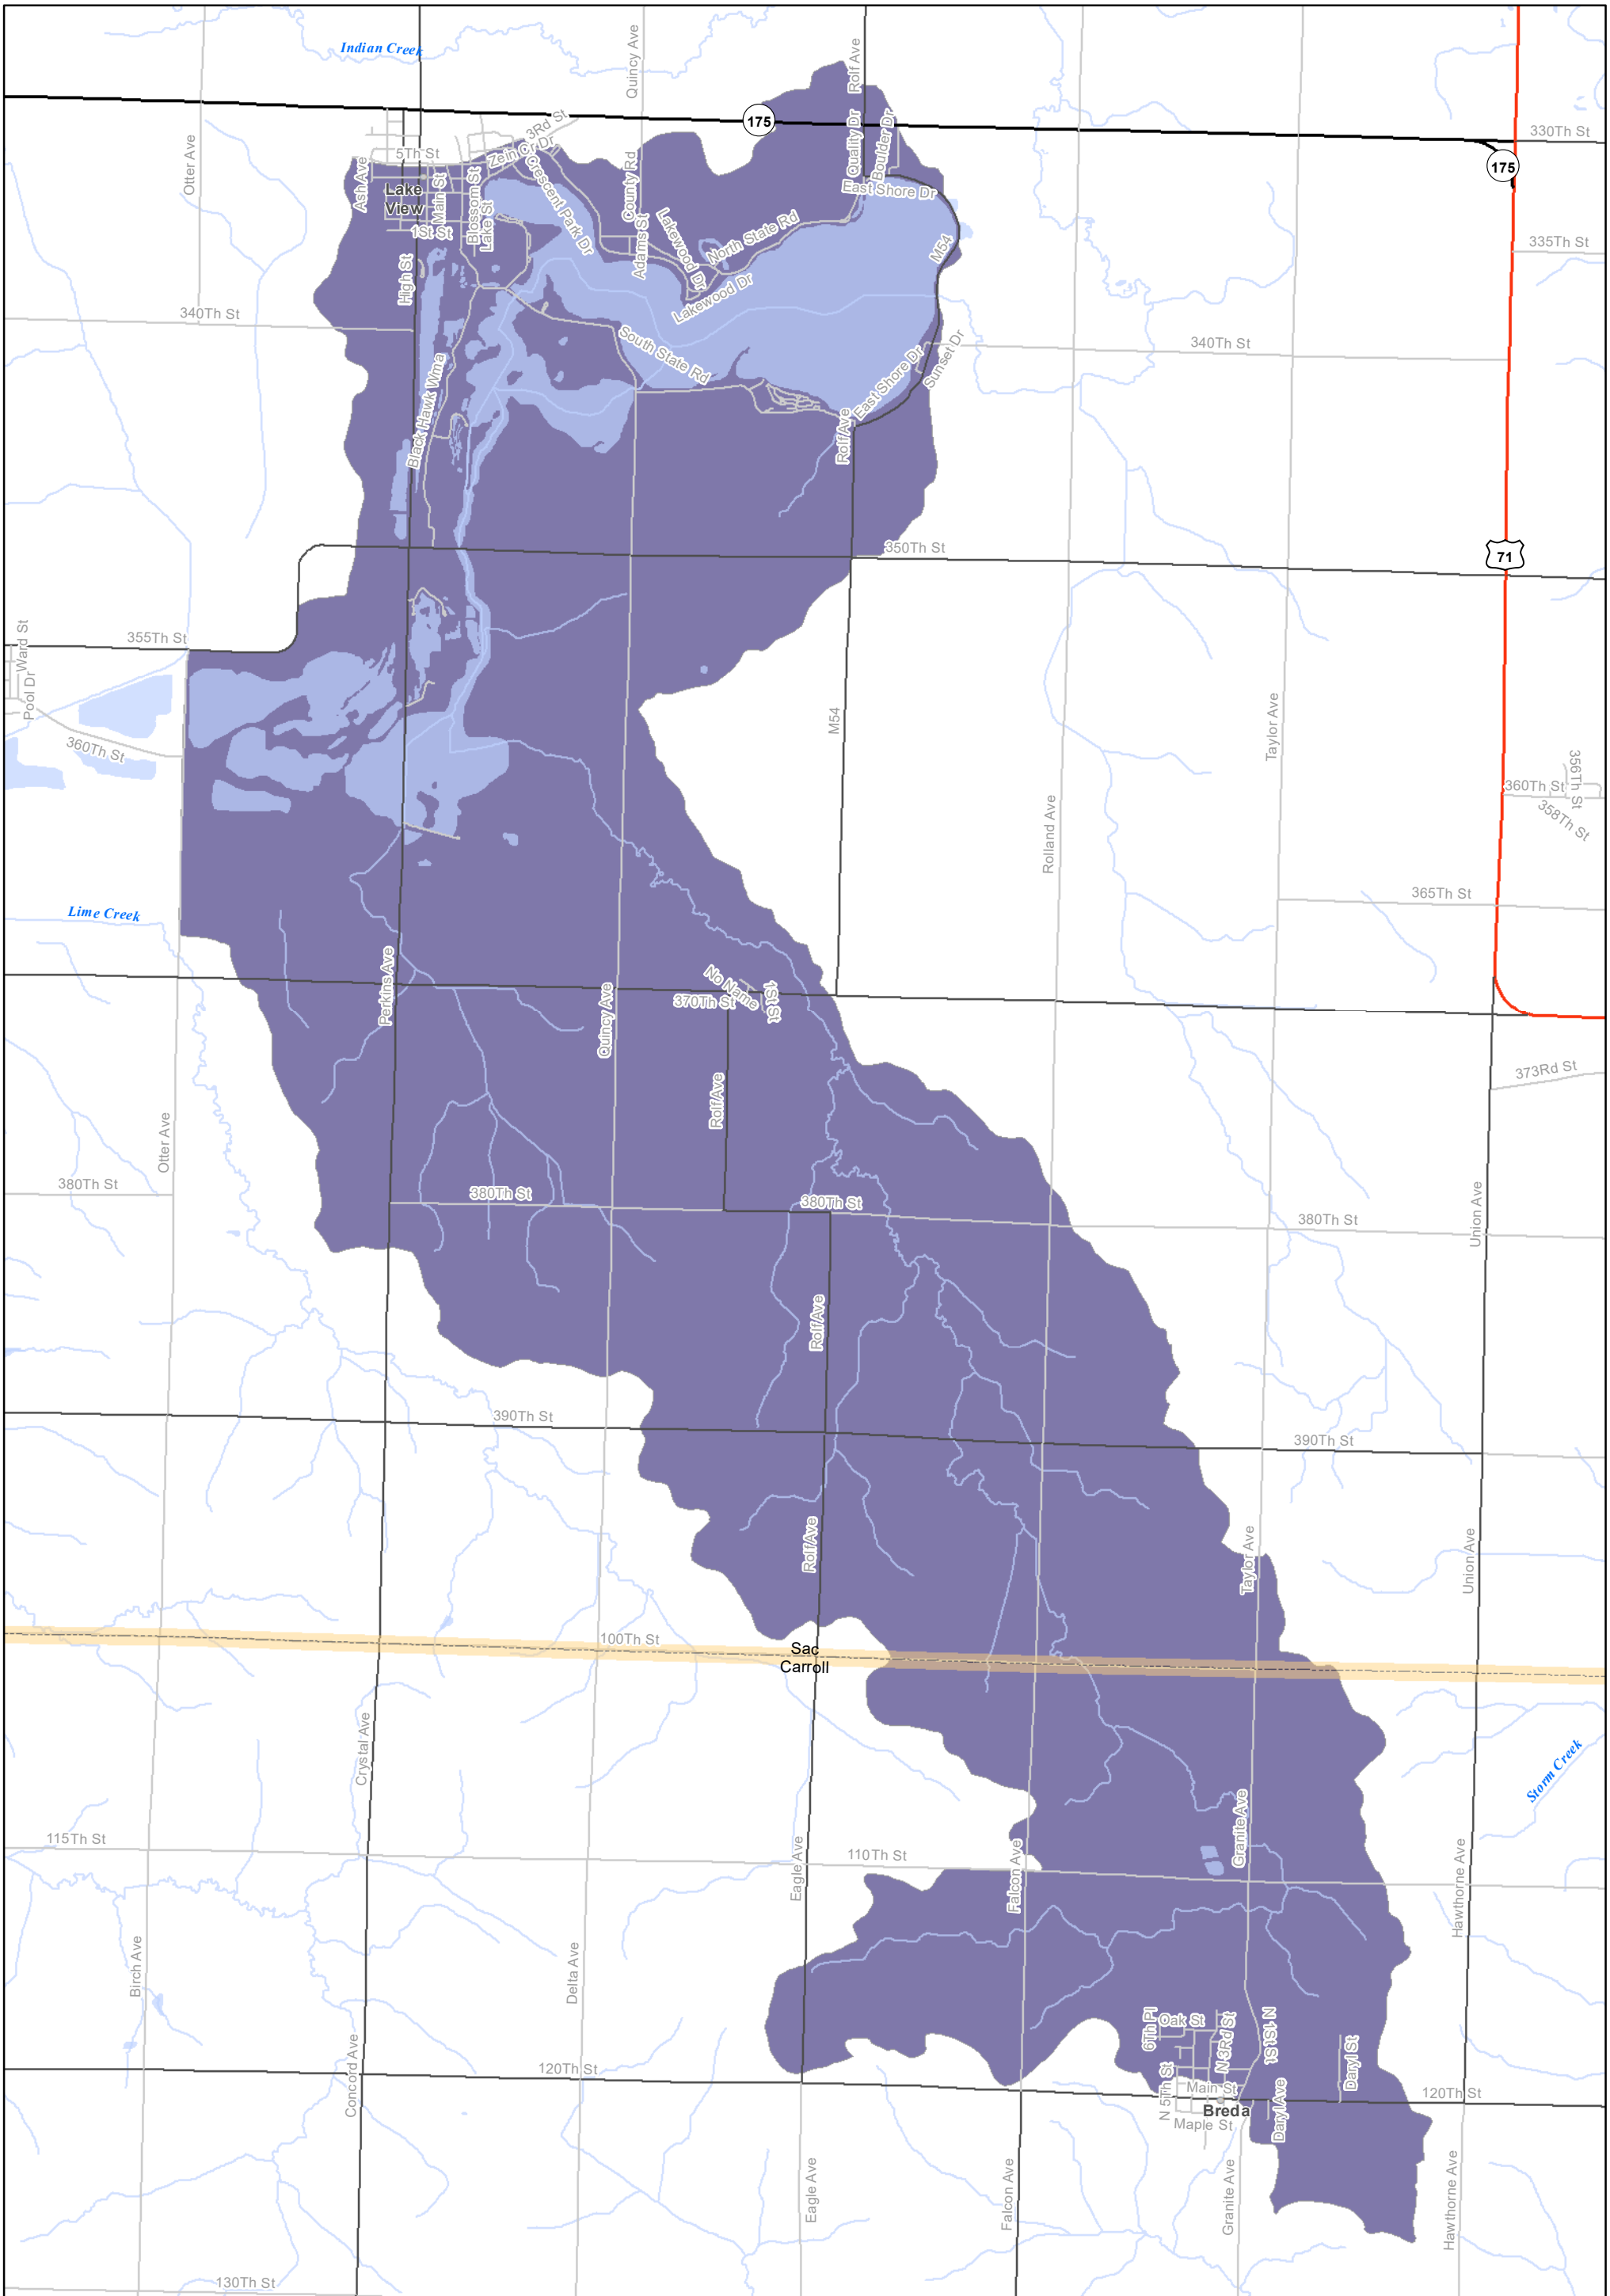 Indian Creek
Quincy Ave
Rolf Ave
175
330Th St
175
Otter Ave
3Rd St
5Th St
Zein Cr Dr
Crescent Park Dr
Quality Dr
Boulder Dr
Ash Ave
Lake
View
Main St
Blossom St
Lake St
1St St
County Rd
Adams St
Lakewood Dr
North State Rd
East Shore Dr
M54
335Th St
High St
Lakewood Dr
340Th St
South State Rd
East Shore Dr
Sunset Dr
340Th St
Black Hawk Wma
Rolf Ave
350Th St
71
355Th St
Ward St
Pool Dr
360Th St
M54
Taylor Ave
360Th St
356Th St
358Th St
Rolland Ave
365Th St
Lime Creek
Perkins Ave
Quincy Ave
No Name
370Th St
1St St
Rolf Ave
373Rd St
Otter Ave
380Th St
380Th St
380Th St
380Th St
Union Ave
Rolf Ave
390Th St
390Th St
Rolf Ave
Taylor Ave
Union Ave
100Th St
Sac
Carroll
Crystal Ave
Storm Creek
115Th St
Eagle Ave
110Th St
Falcon Ave
Granite Ave
Hawthorne Ave
Birch Ave
Delta Ave
6Th Pl
Oak St
N 3Rd St
N 1St St
Daryl St
Concord Ave
120Th St
N 5Th St
Main St
120Th St
Breda
Maple St
Daryl Ave
Eagle Ave
Falcon Ave
Granite Ave
Hawthorne Ave
130Th St